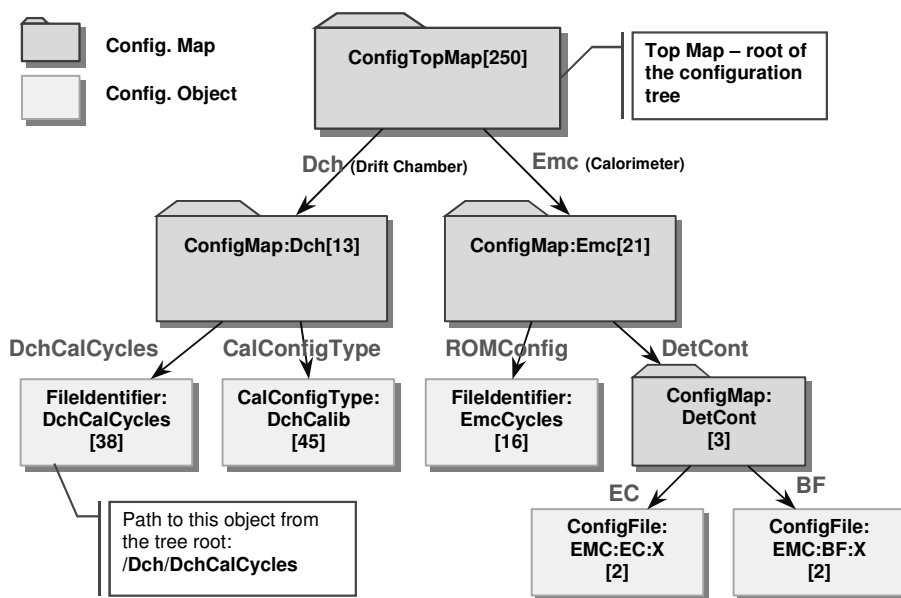 Config. Map
Config. Object
ConfigTopMap[250]
Top Map – root of
the configuration
tree
Dch (Drift Chamber)
Emc (Calorimeter)
ConfigMap:Dch[13]
ConfigMap:Emc[21]
DchCalCycles
CalConfigType
ROMConfig
DetCont
FileIdentifier:
DchCalCycles
[38]
CalConfigType:
DchCalib
[45]
FileIdentifier:
EmcCycles
[16]
ConfigMap:
DetCont
[3]
EC
BF
Path to this object from
the tree root:
/Dch/DchCalCycles
ConfigFile:
EMC:EC:X
[2]
ConfigFile:
EMC:BF:X
[2]